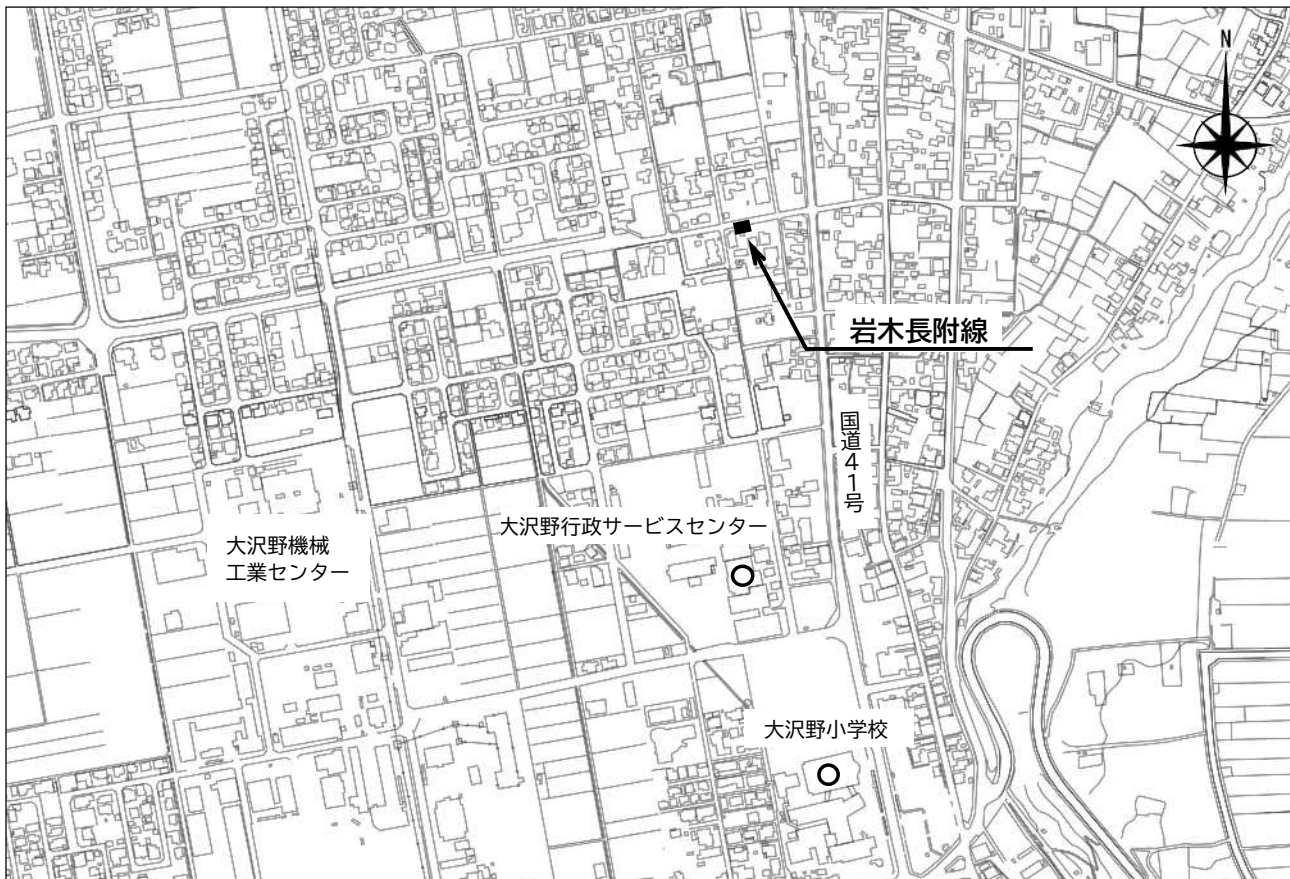 N
岩木長附線
国道41号
大沢野行政サービスセンター
大沢野機械
工業センター
大沢野小学校